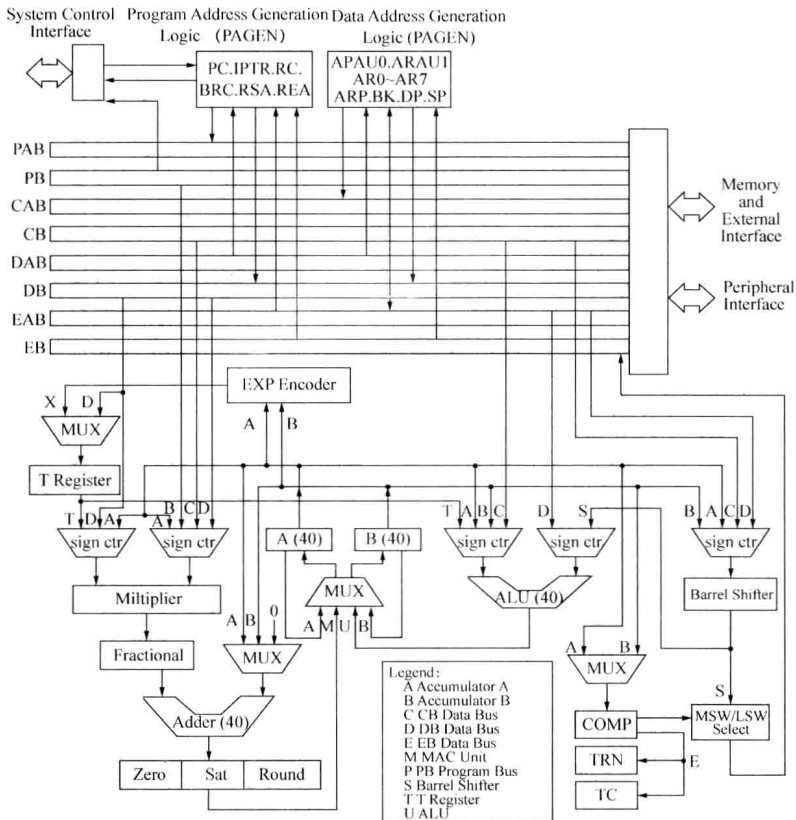 System Control
Interface
Program Address Generation
Logic (PAGEN)
Data Address Generation
Logic (PAGEN)
PC.IPTR.RC.
BRC.RSA.REA
APAU0.ARAU1
AR0~AR7
ARP.BK.DP.SP
PAB
PB
CAB
CB
DAB
DB
EAB
EB
Memory
and
External
Interface
Peripheral
Interface
EXP Encoder
X D
MUX
A B
T Register
T D A
A B C D
sign ctr
sign ctr
A (40)
B (40)
T A B C
D S
sign ctr
sign ctr
B A C D
sign ctr
Miltiplier
MUX
A M U B
ALU (40)
Barrel Shifter
A B 0
Fractional
MUX
A B
MUX
S
Adder (40)
COMP
MSW/LSW
Select
Zero Sat Round
TRN
E
TC
Legend:
A Accumulator A
B Accumulator B
C CB Data Bus
D DB Data Bus
E EB Data Bus
M MAC Unit
P PB Program Bus
S Barrel Shifter
T T Register
U ALU